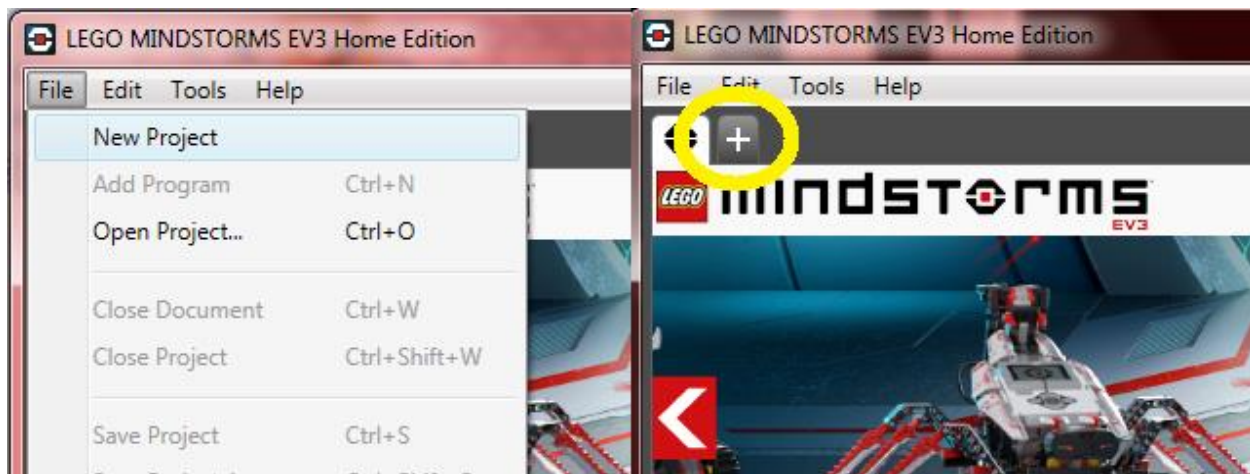 LEGO MINDSTORMS EV3 Home Edition
File Edit Tools Help
New Project
Add Program Ctrl+N
Open Project... Ctrl+O
Close Document Ctrl+W
Close Project Ctrl+Shift+W
Save Project Ctrl+S
LEGO MINDSTORMS EV3 Home Edition
File Edit Tools Help
+
LEGO mindstorms
EV3